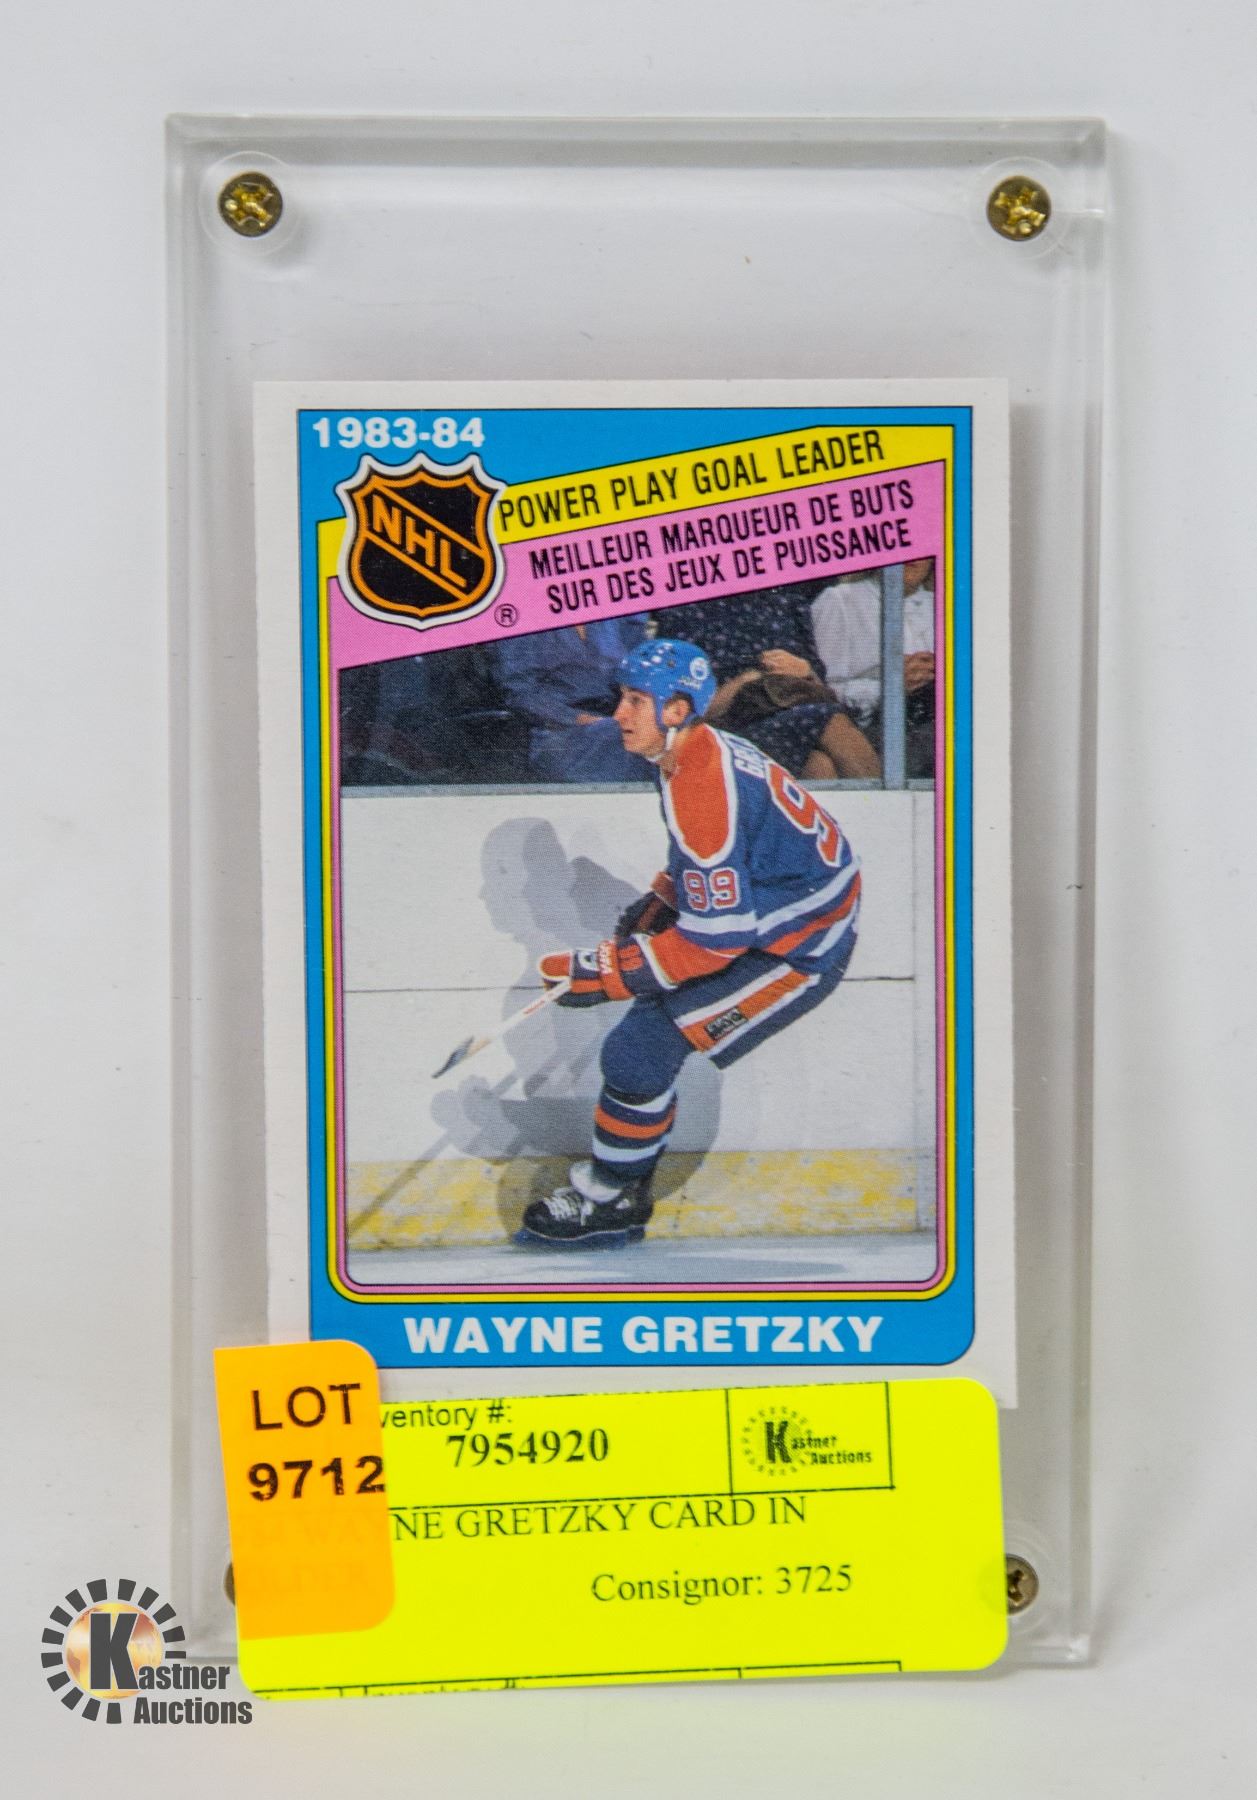 1983-84
NHL
®
POWER PLAY GOAL LEADER
MEILLEUR MARQUEUR DE BUTS
SUR DES JEUX DE PUISSANCE
99
WAYNE GRETZKY
LOT
9712
ventory #:
7954920
Kastner
Auctions
NE GRETZKY CARD IN
Consignor: 3725
Kastner
Auctions